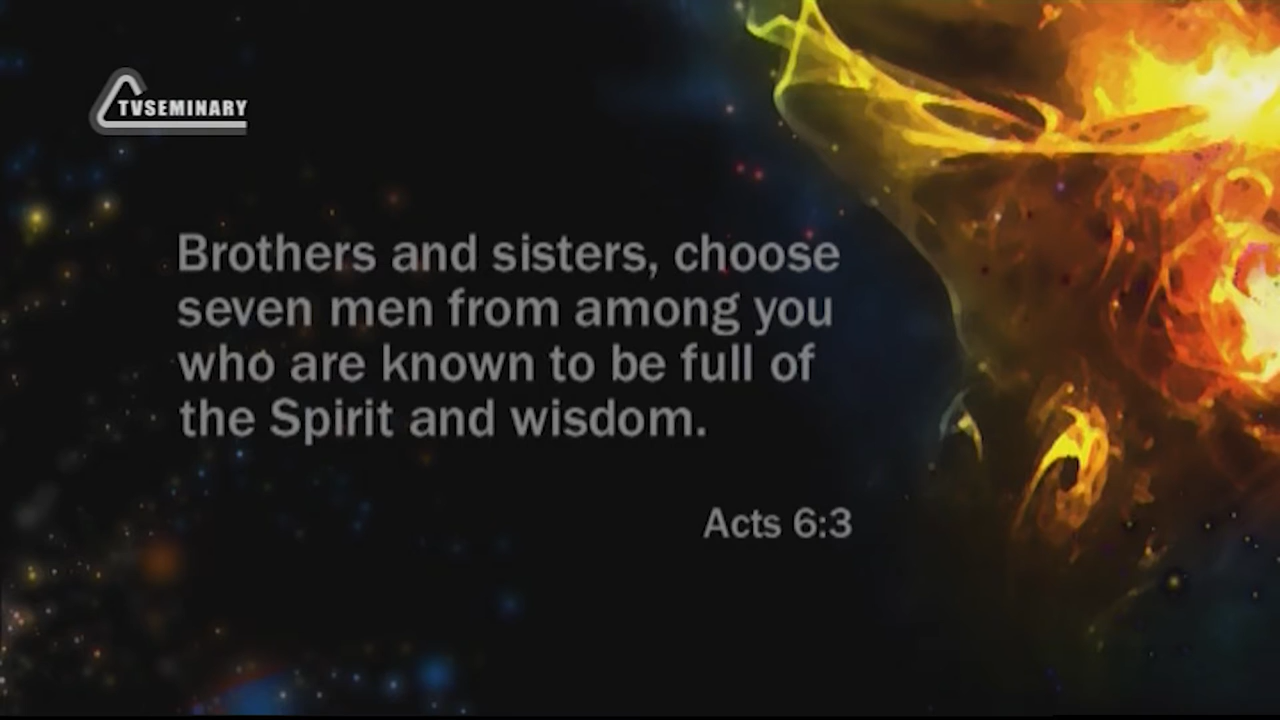 TVSEMINARY
Brothers and sisters, choose
seven men from among you
who are known to be full of
the Spirit and wisdom.
Acts 6:3